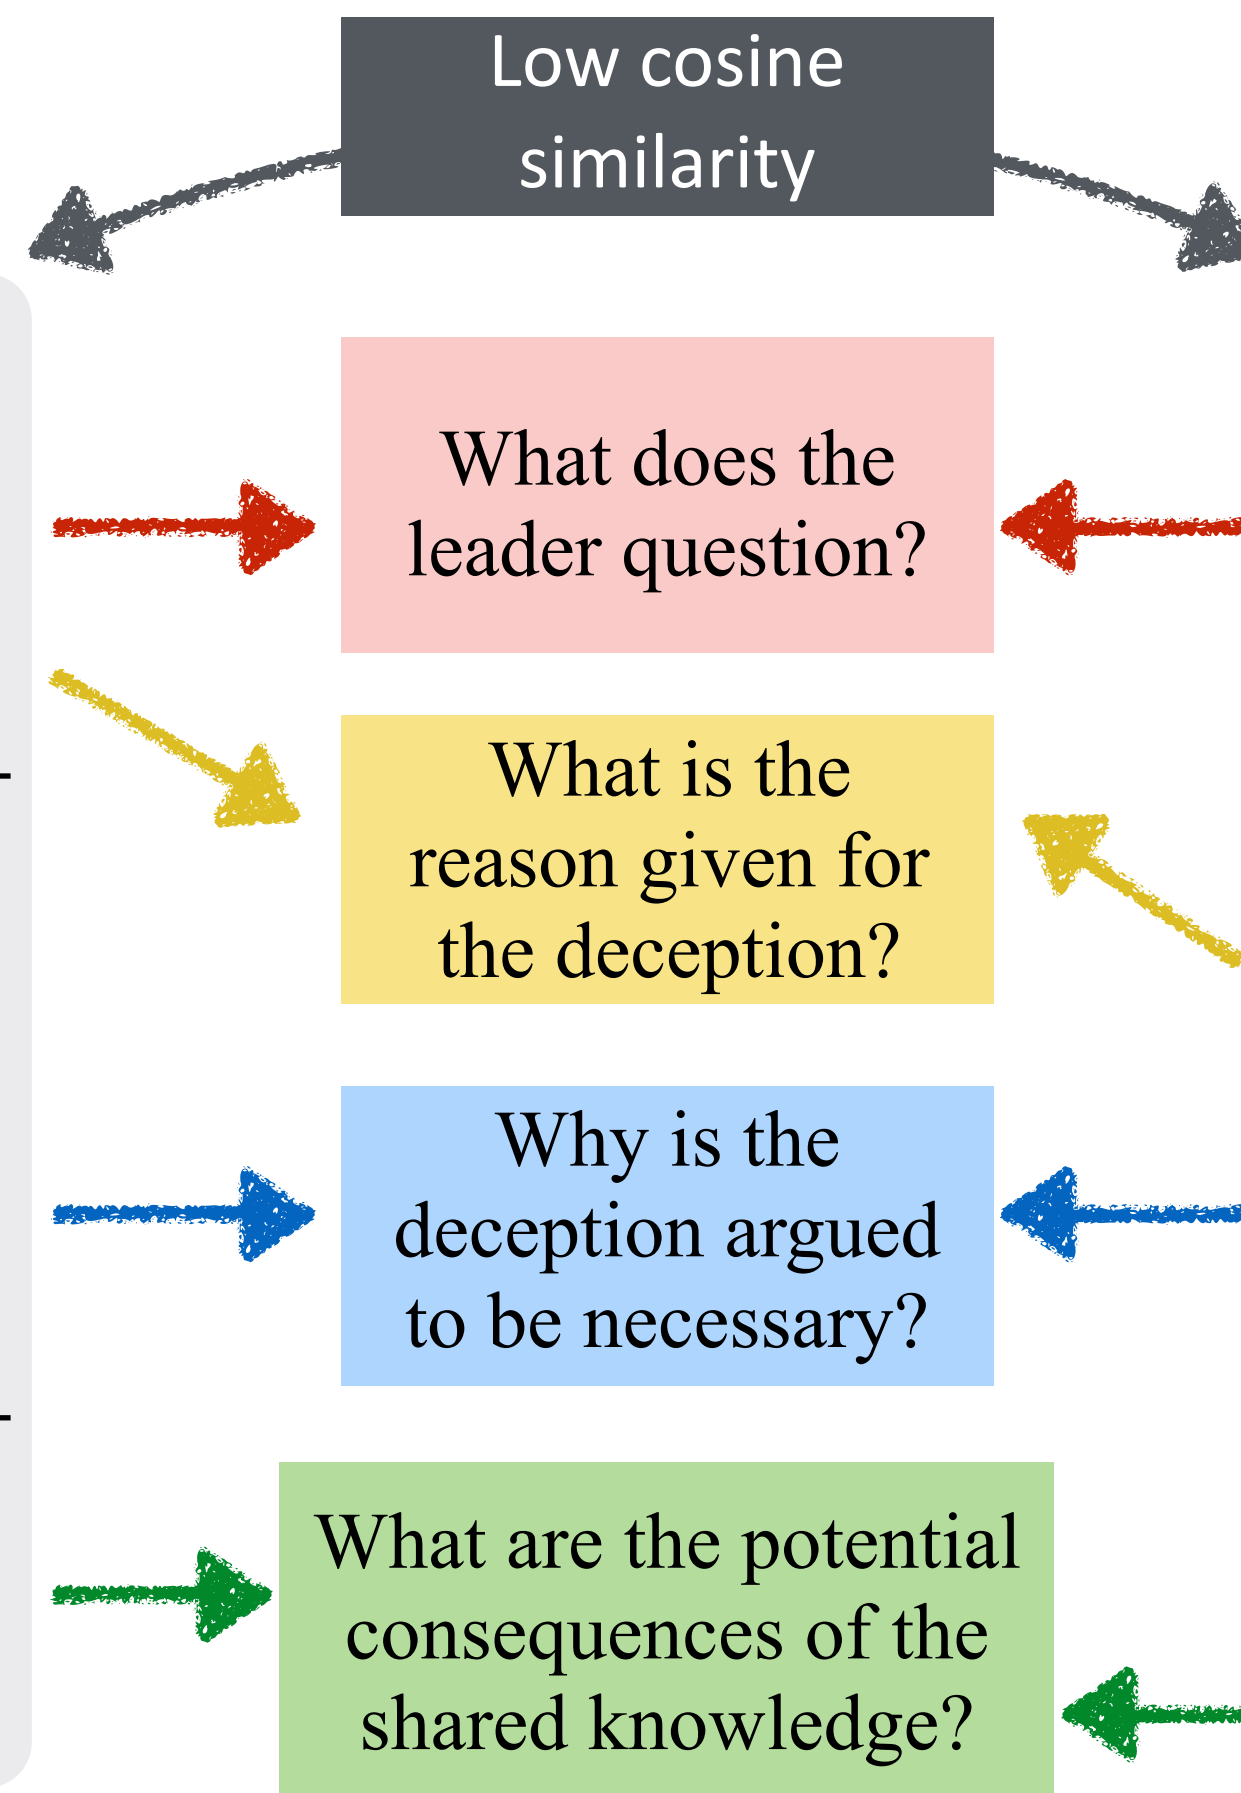 Low cosine
similarity
What does the
leader question?
What is the
reason given for
the deception?
Why is the
deception argued
to be necessary?
What are the potential
consequences of the
shared knowledge?